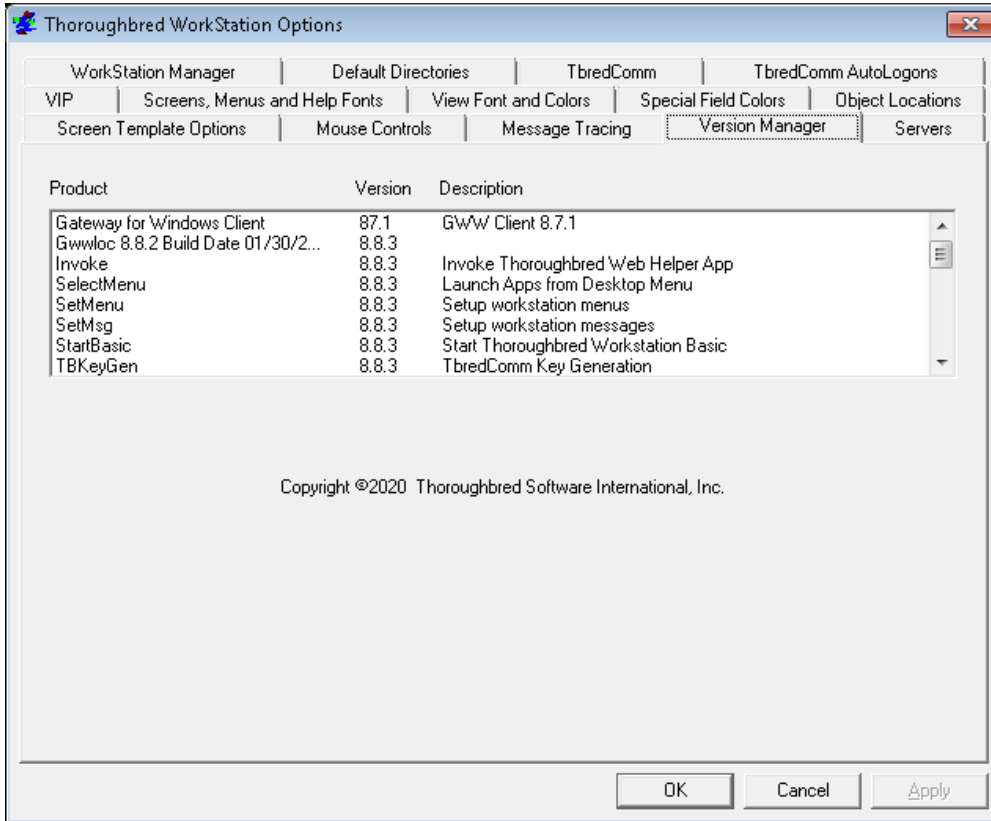 Thoroughbred WorkStation Options
WorkStation Manager Default Directories TbredComm TbredComm AutoLogons
VIP Screens, Menus and Help Fonts View Font and Colors Special Field Colors Object Locations
Screen Template Options Mouse Controls Message Tracing Version Manager Servers
Product Version Description
Gateway for Windows Client 87.1 GWW Client 8.7.1
Gwwloc 8.8.2 Build Date 01/30/2... 8.8.3
Invoke 8.8.3 Invoke Thoroughbred Web Helper App
SelectMenu 8.8.3 Launch Apps from Desktop Menu
SetMenu 8.8.3 Setup workstation menus
SetMsg 8.8.3 Setup workstation messages
StartBasic 8.8.3 Start Thoroughbred Workstation Basic
TBKeyGen 8.8.3 TbredComm Key Generation
Copyright ©2020 Thoroughbred Software International, Inc.
OK Cancel Apply